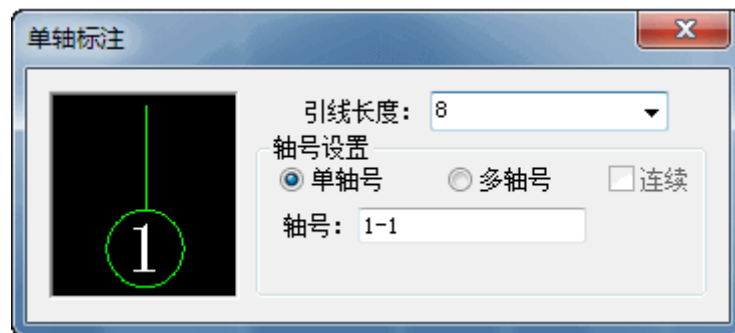 单轴标注
引线长度: 8
轴号设置
单轴号 多轴号 连续
轴号: 1-1
1